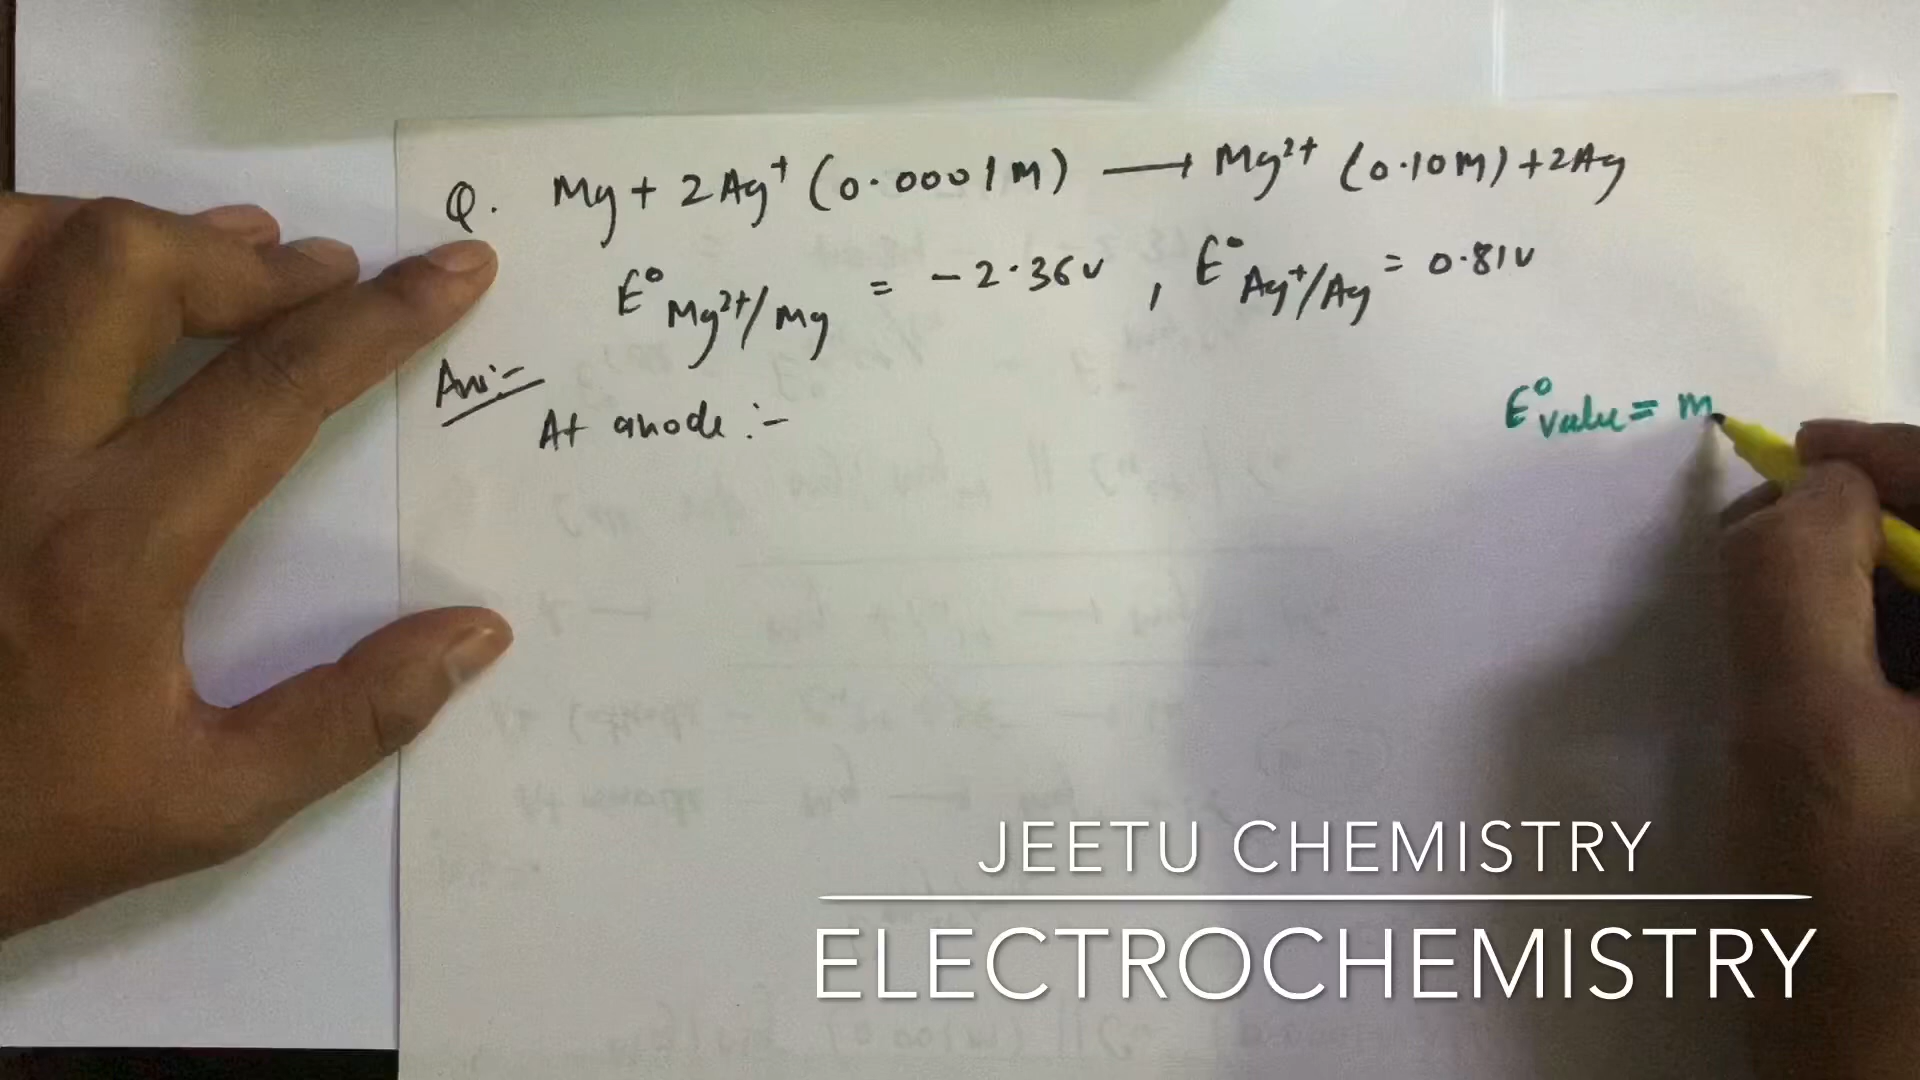 Q. Mg + 2Ag⁺ (0.0001M) ⟶ Mg²⁺ (0.10M) + 2Ag
E°Mg²⁺/Mg = -2.36V , E°Ag⁺/Ag = 0.81V
Ans:-
At anode :-
E°value = m
JEETU CHEMISTRY
ELECTROCHEMISTRY